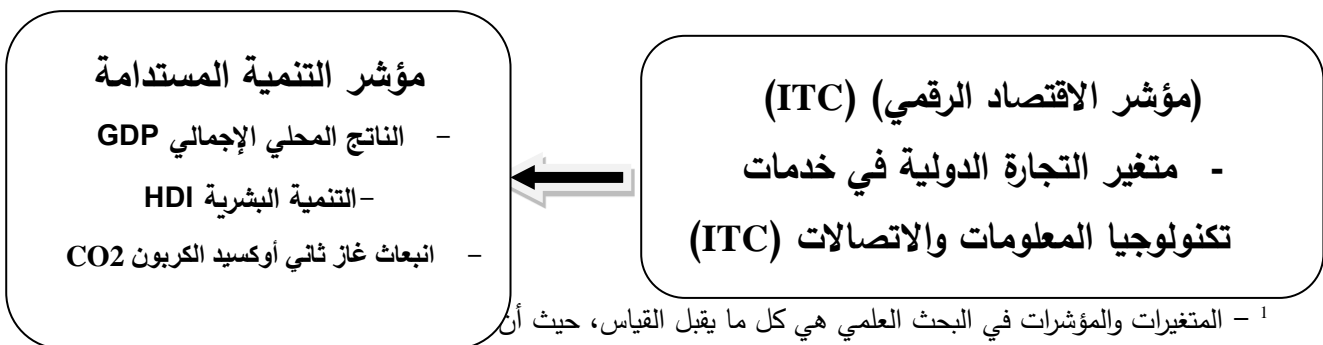 (مؤشر الاقتصاد الرقمي) (ITC)
- متغير التجارة الدولية في خدمات
تكنولوجيا المعلومات والاتصالات (ITC)
مؤشر التنمية المستدامة
- الناتج المحلي الإجمالي GDP
-التنمية البشرية HDI
- انبعاث غاز ثاني أوكسيد الكربون CO2
1 – المتغيرات والمؤشرات في البحث العلمي هي كل ما يقبل القياس، حيث أن